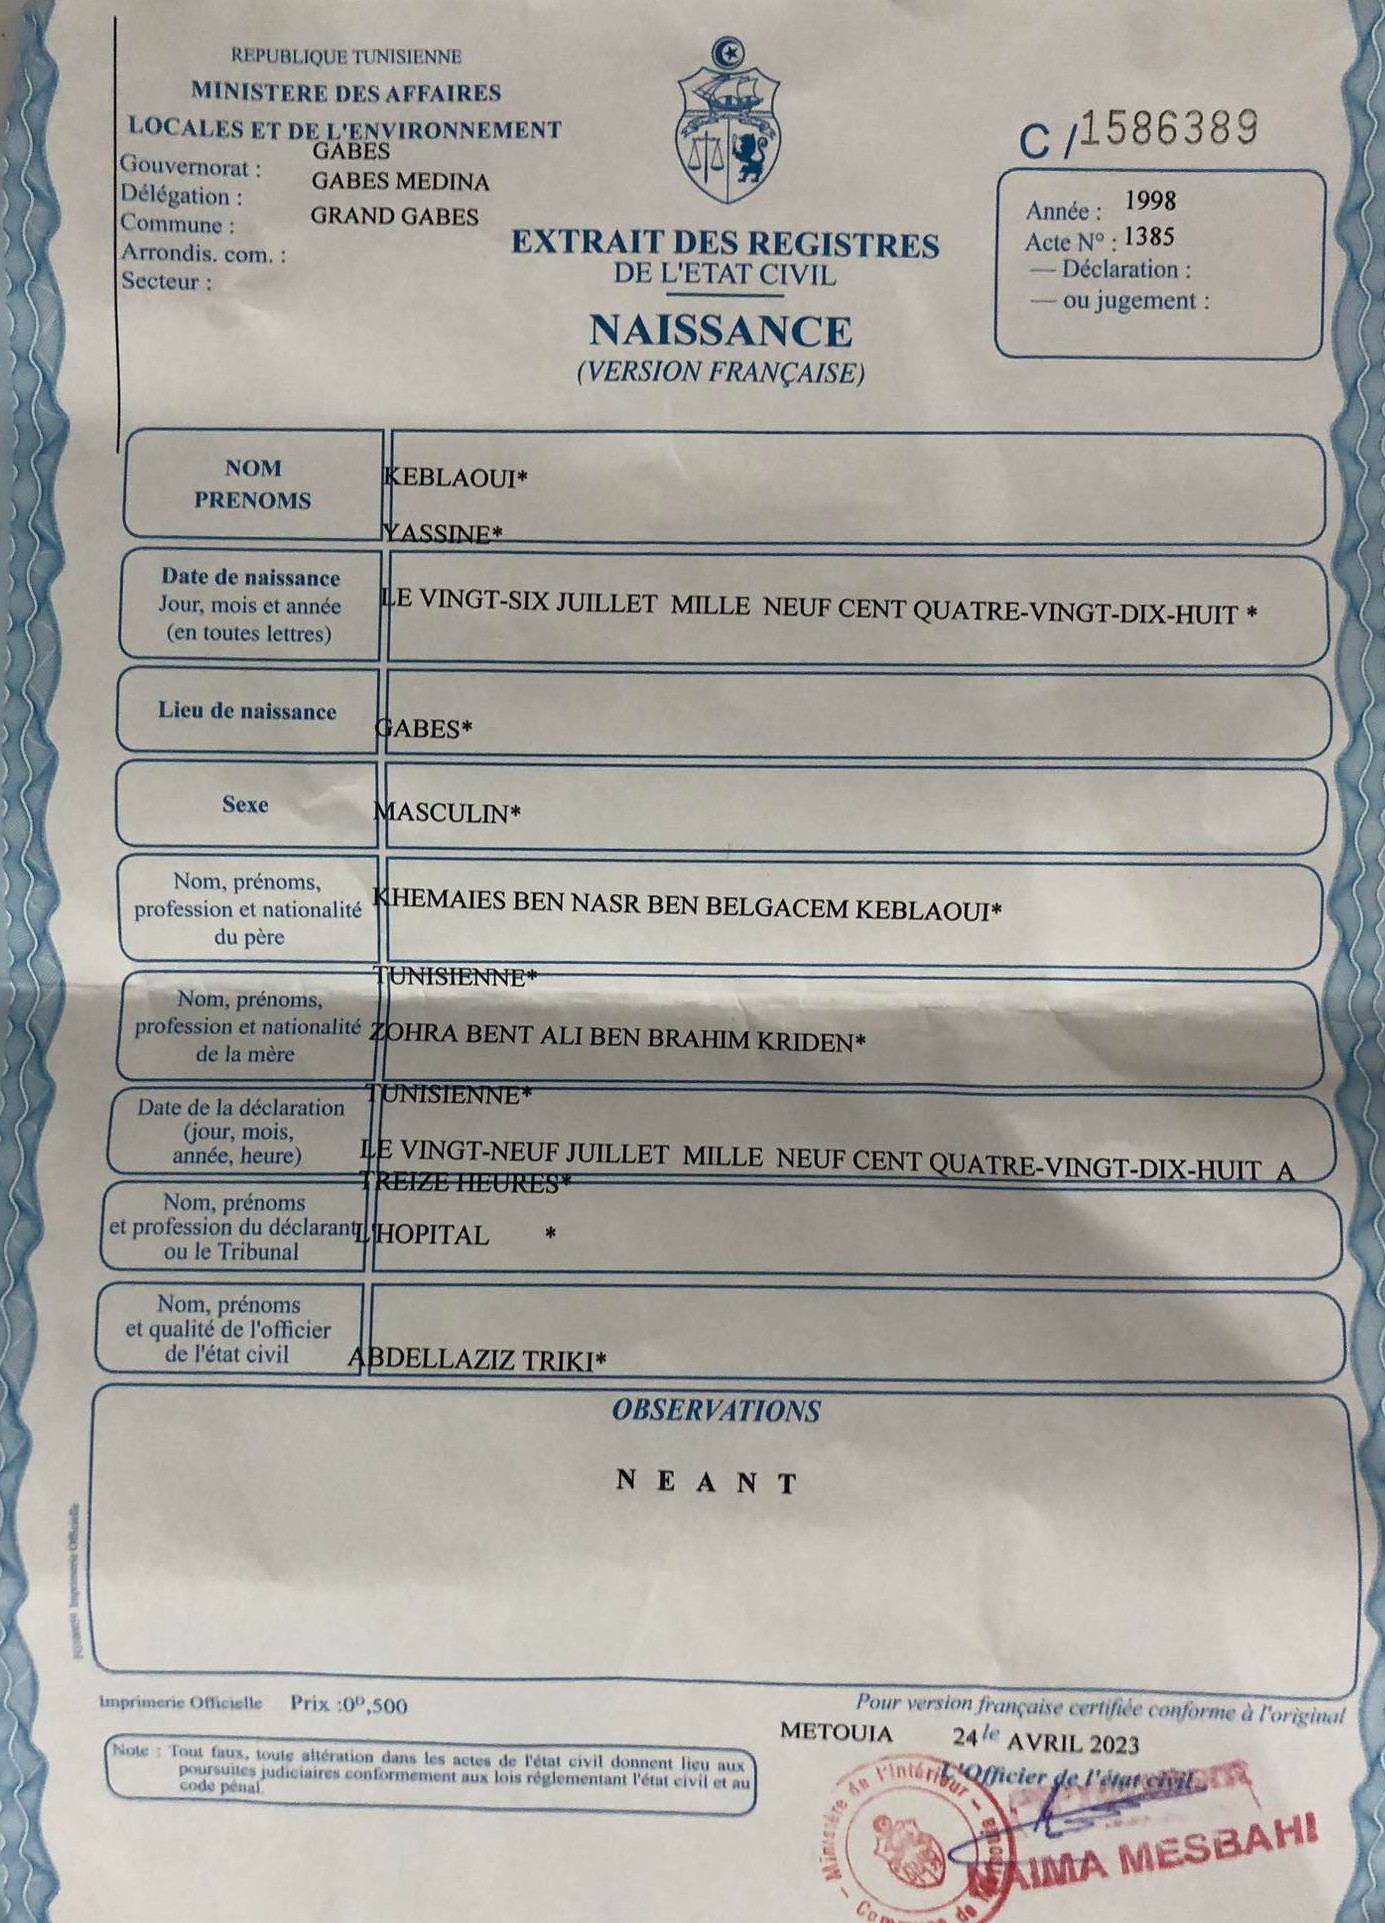 REPUBLIQUE TUNISIENNE
MINISTERE DES AFFAIRES
LOCALES ET DE L'ENVIRONNEMENT
Gouvernorat : GABES
Délégation : GABES MEDINA
Commune : GRAND GABES
Arrondis. com. :
Secteur :
C/1586389
Année : 1998
Acte N° : 1385
— Déclaration :
— ou jugement :
EXTRAIT DES REGISTRES
DE L'ETAT CIVIL
NAISSANCE
(VERSION FRANÇAISE)
NOM
PRENOMS
KEBLAOUI*
YASSINE*
Date de naissance
Jour, mois et année
(en toutes lettres)
LE VINGT-SIX JUILLET MILLE NEUF CENT QUATRE-VINGT-DIX-HUIT *
Lieu de naissance
GABES*
Sexe
MASCULIN*
Nom, prénoms,
profession et nationalité
du père
KHEMAIES BEN NASR BEN BELGACEM KEBLAOUI*
TUNISIENNE*
Nom, prénoms,
profession et nationalité
de la mère
ZOHRA BENT ALI BEN BRAHIM KRIDEN*
TUNISIENNE*
Date de la déclaration
(jour, mois,
année, heure)
LE VINGT-NEUF JUILLET MILLE NEUF CENT QUATRE-VINGT-DIX-HUIT A
TREIZE HEURES*
Nom, prénoms
et profession du déclarant
ou le Tribunal
L'HOPITAL *
Nom, prénoms
et qualité de l'officier
de l'état civil
ABDELLAZIZ TRIKI*
OBSERVATIONS
N E A N T
Imprimerie Officielle
Imprimerie Officielle Prix :0ᴰ,500
Note : Tout faux, toute altération dans les actes de l'état civil donnent lieu aux
poursuites judiciaires conformement aux lois réglementant l'état civil et au
code pénal.
Pour version française certifiée conforme à l'original
METOUIA 24 le AVRIL 2023
L'Officier de l'état civil
Ministère de l'Intérieur
Commune de
NAIMA MESBAHI